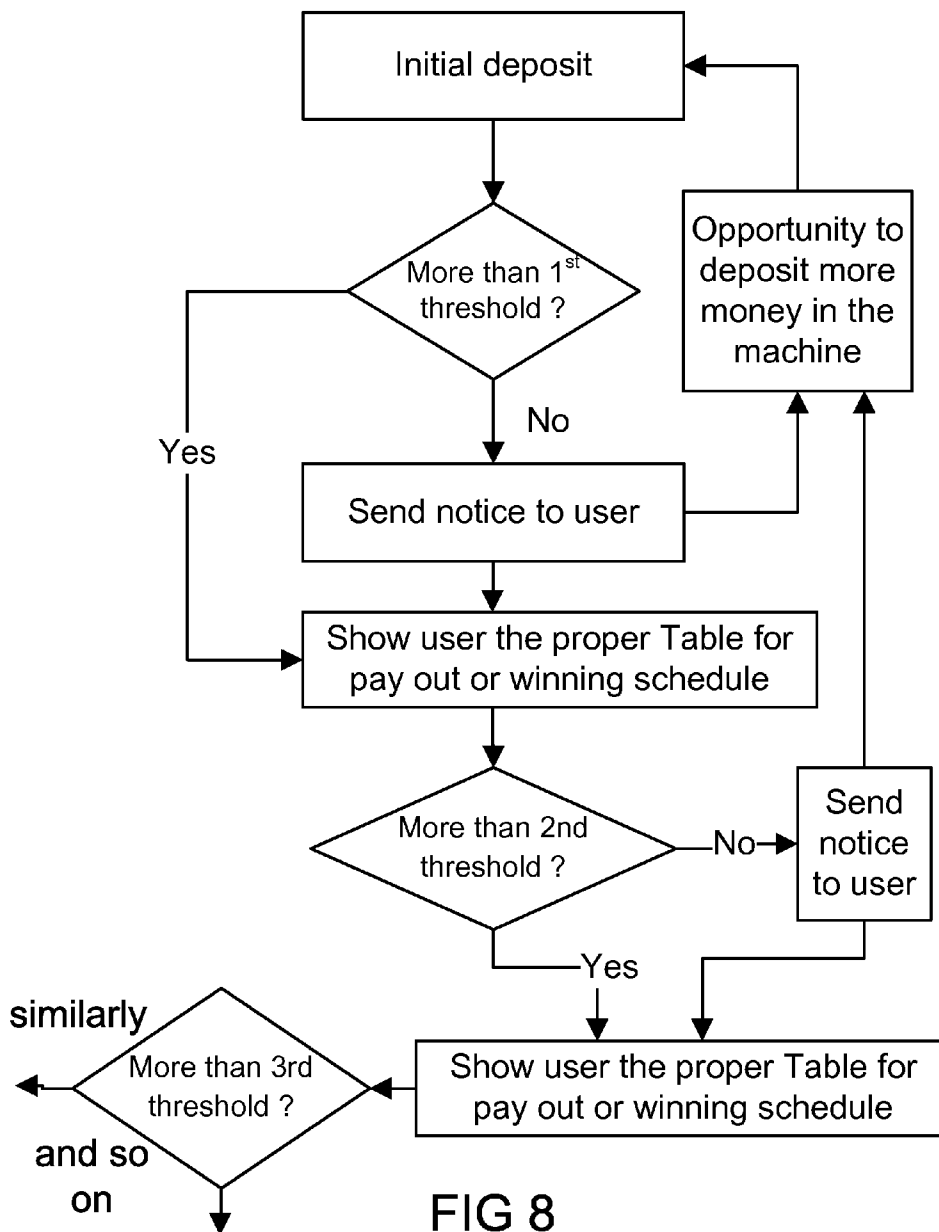 Initial deposit
More than 1st
threshold ?
Opportunity to
deposit more
money in the
machine
Yes
No
Send notice to user
Show user the proper Table for
pay out or winning schedule
More than 2nd
threshold ?
No
Send
notice
to user
Yes
similarly
More than 3rd
threshold ?
and so
on
Show user the proper Table for
pay out or winning schedule
FIG 8